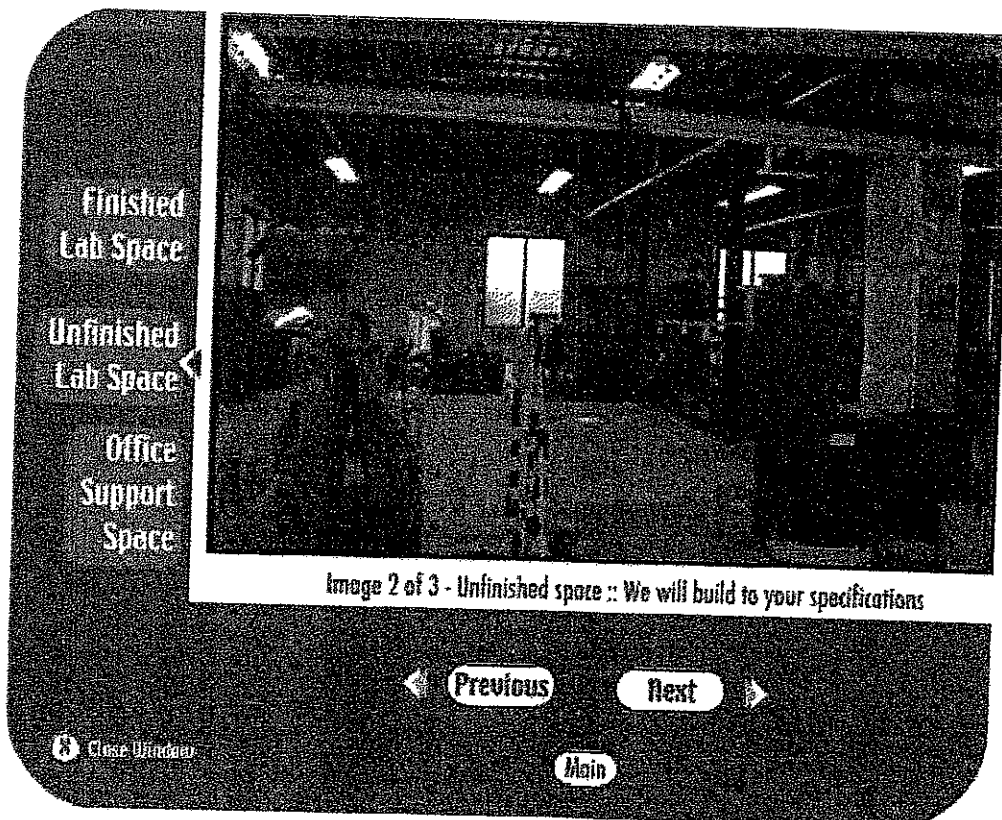 Finished
Lab Space
Unfinished
Lab Space
Office
Support
Space
Image 2 of 3 - Unfinished space :: We will build to your specifications
Previous
Next
X Close Window
Main